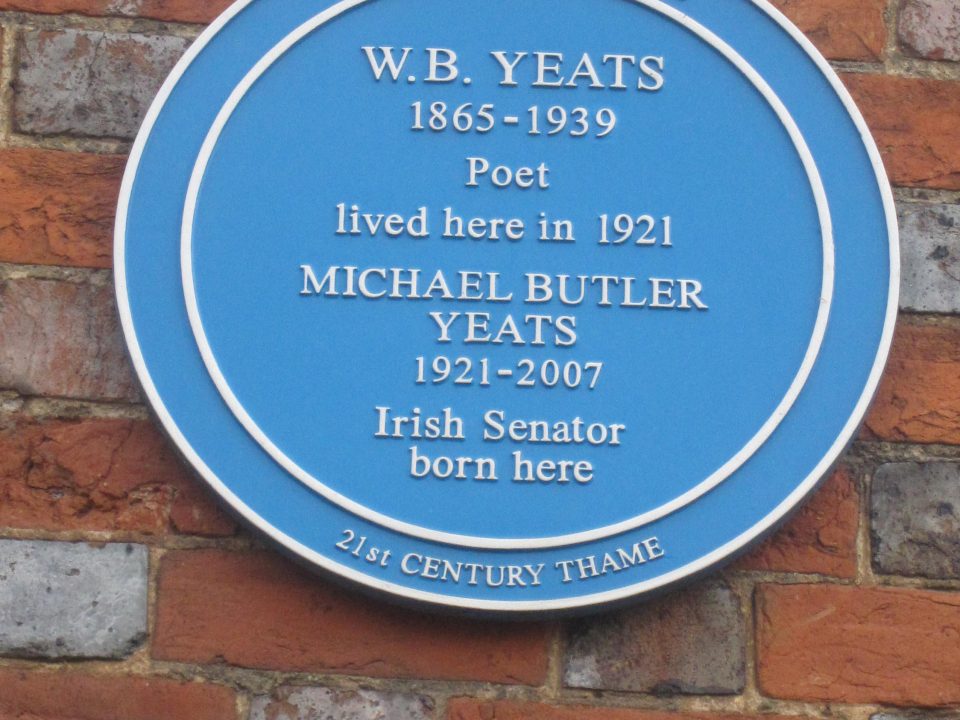 W.B. YEATS
1865-1939
Poet
lived here in 1921
MICHAEL BUTLER
YEATS
1921-2007
Irish Senator
born here
21st CENTURY THAME